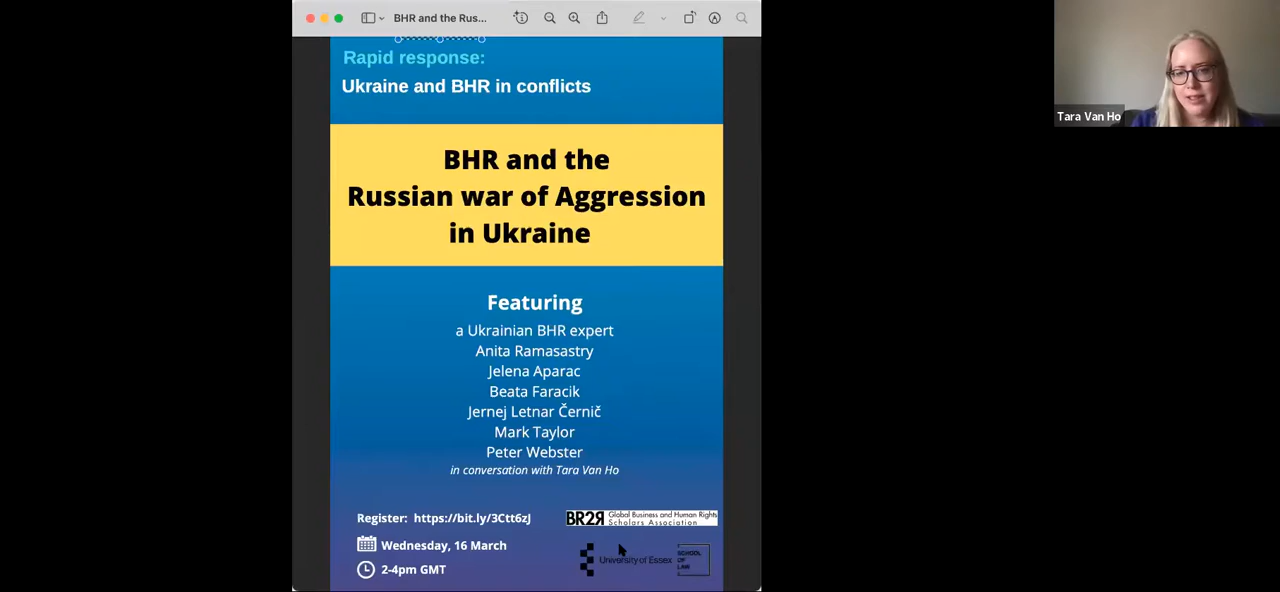 BHR and the Rus...
Rapid response:
Ukraine and BHR in conflicts
BHR and the
Russian war of Aggression
in Ukraine
Featuring
a Ukrainian BHR expert
Anita Ramasastry
Jelena Aparac
Beata Faracik
Jernej Letnar Černič
Mark Taylor
Peter Webster
in conversation with Tara Van Ho
Register: https://bit.ly/3Ctt6zJ
Wednesday, 16 March
2-4pm GMT
BR2R Global Business and Human Rights
Scholars Association
University of Essex
SCHOOL
OF
LAW
Tara Van Ho